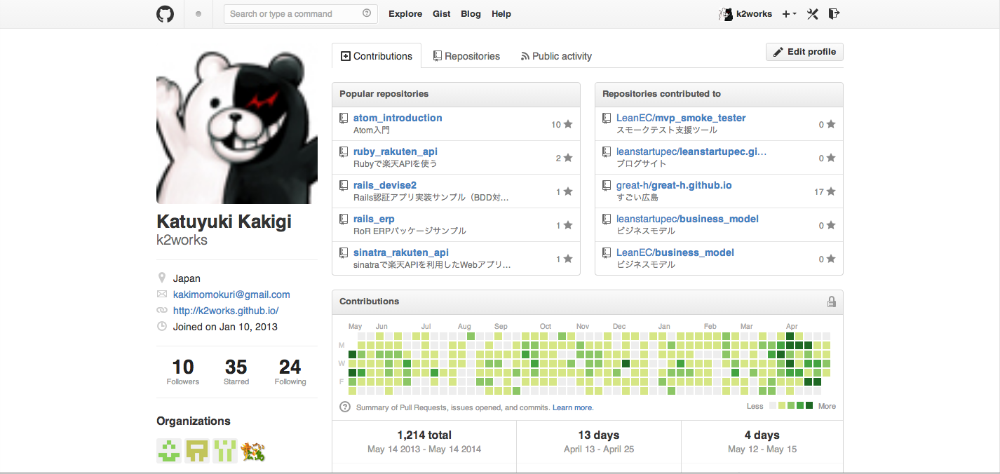 Search or type a command
Explore Gist Blog Help
k2works
Contributions Repositories Public activity
Edit profile
Katuyuki Kakigi
k2works
Japan
kakimomokuri@gmail.com
http://k2works.github.io/
Joined on Jan 10, 2013
10 35 24
Followers Starred Following
Organizations
Popular repositories
atom_introduction
Atom入門
10
ruby_rakuten_api
Rubyで楽天APIを使う
2
rails_devise2
Rails認証アプリ実装サンプル（BDD対…
1
rails_erp
RoR ERPパッケージサンプル
1
sinatra_rakuten_api
sinatraで楽天APIを利用したWebアプリ…
1
Repositories contributed to
LeanEC/mvp_smoke_tester
スモークテスト支援ツール
0
leanstartupec/leanstartupec.gi…
ブログサイト
0
great-h/great-h.github.io
すごい広島
17
leanstartupec/business_model
ビジネスモデル
0
LeanEC/business_model
ビジネスモデル
0
Contributions
May Jun Jul Aug Sep Oct Nov Dec Jan Feb Mar Apr
M
W
F
? Summary of Pull Requests, issues opened, and commits. Learn more.
Less More
1,214 total
May 14 2013 - May 14 2014
13 days
April 13 - April 25
4 days
May 12 - May 15